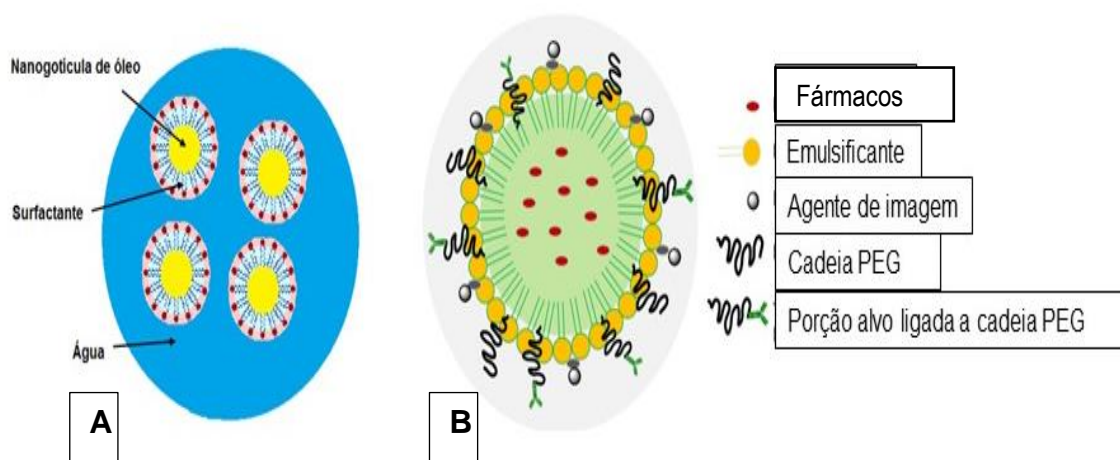 Nanogotícula de óleo
Surfactante
Água
A
B
Fármacos
Emulsificante
Agente de imagem
Cadeia PEG
Porção alvo ligada a cadeia PEG